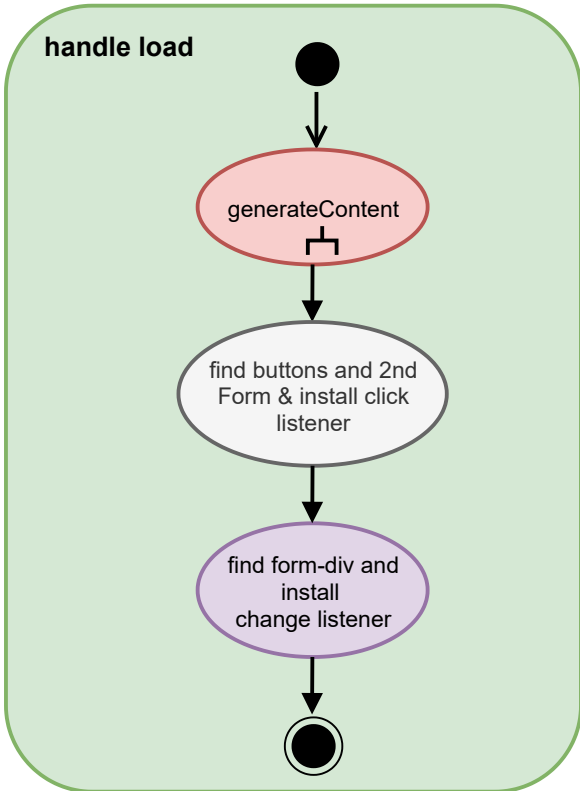 handle load
generateContent
find buttons and 2nd
Form & install click
listener
find form-div and
install
change listener